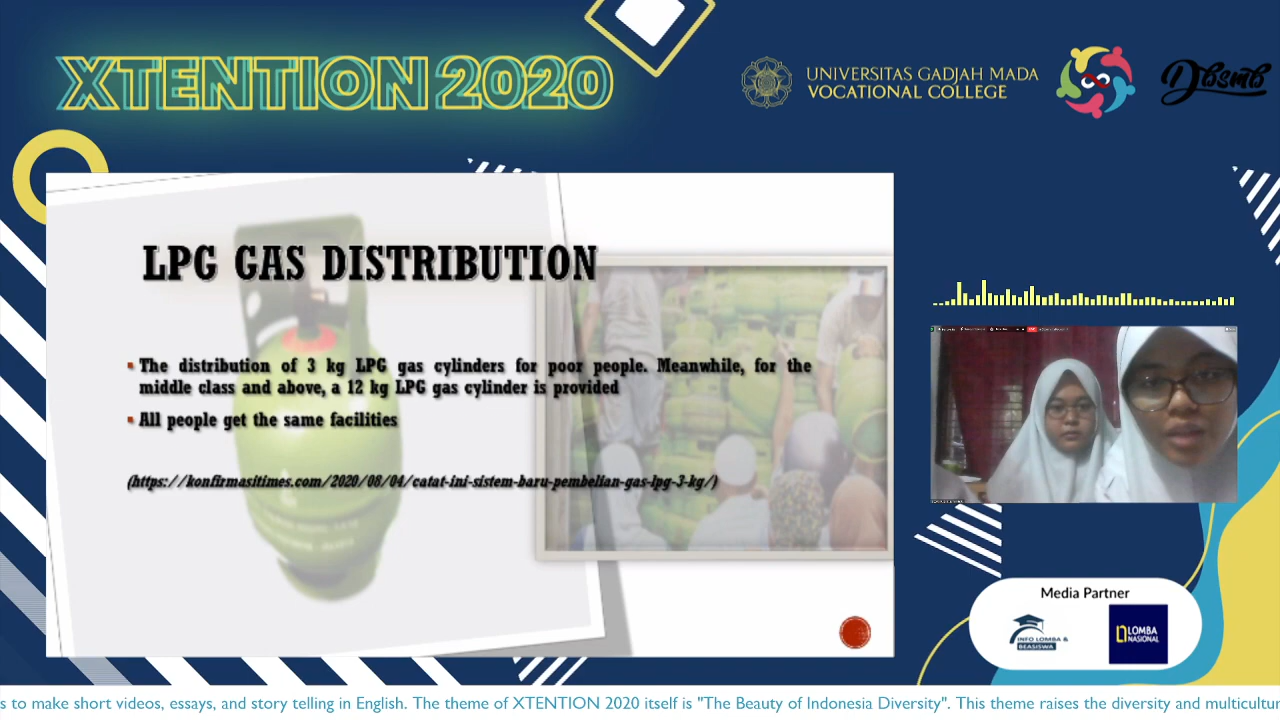 XTENTION 2020
UNIVERSITAS GADJAH MADA
VOCATIONAL COLLEGE
Dbsmb
LPG GAS DISTRIBUTION
The distribution of 3 kg LPG gas cylinders for poor people. Meanwhile, for the
middle class and above, a 12 kg LPG gas cylinder is provided
All people get the same facilities
(https://konfirmasitimes.com/2020/08/04/catat-ini-sistem-baru-pembelian-gas-lpg-3-kg/)
Media Partner
INFO LOMBA &
BEASISWA
LOMBA
NASIONAL
s to make short videos, essays, and story telling in English. The theme of XTENTION 2020 itself is "The Beauty of Indonesia Diversity". This theme raises the diversity and multicultur